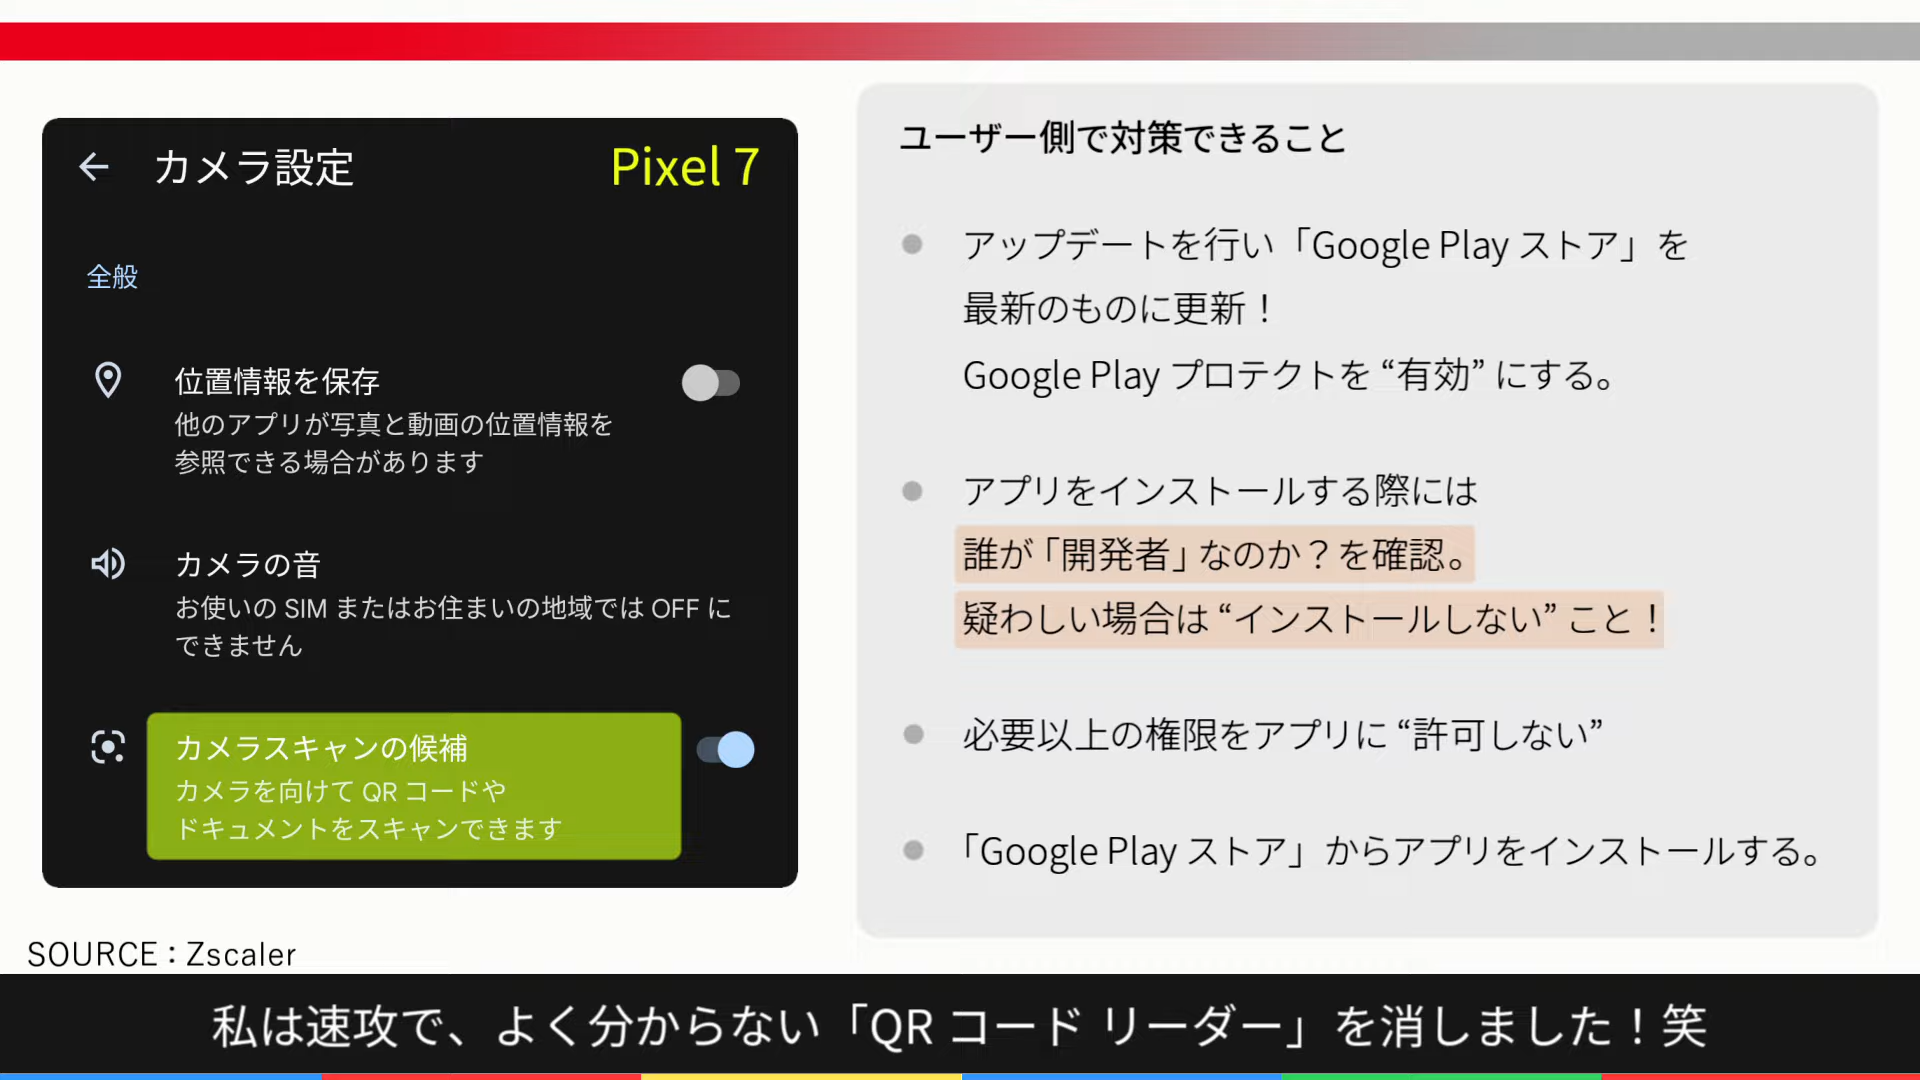 カメラ設定
Pixel 7
全般
位置情報を保存
他のアプリが写真と動画の位置情報を
参照できる場合があります
カメラの音
お使いの SIM またはお住まいの地域では OFF に
できません
カメラスキャンの候補
カメラを向けて QR コードや
ドキュメントをスキャンできます
SOURCE：Zscaler
ユーザー側で対策できること
アップデートを行い「Google Play ストア」を
最新のものに更新！
Google Play プロテクトを “有効” にする。
アプリをインストールする際には
誰が「開発者」なのか？を確認。
疑わしい場合は “インストールしない” こと！
必要以上の権限をアプリに “許可しない”
「Google Play ストア」からアプリをインストールする。
私は速攻で、よく分からない「QR コード リーダー」を消しました！笑